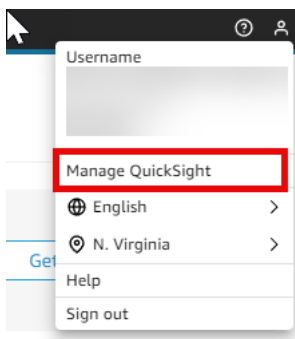 Username
Manage QuickSight
English
N. Virginia
Get
Help
Sign out